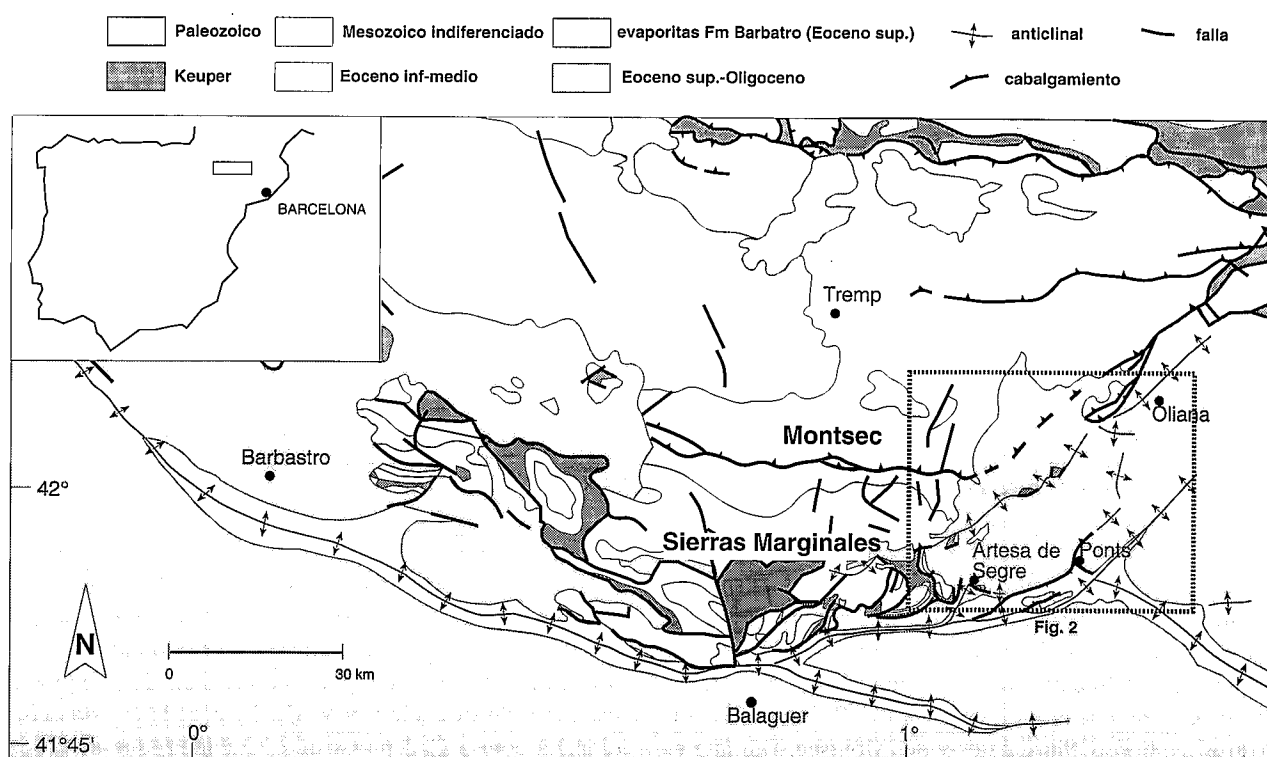 Paleozoico
Mesozoico indiferenciado
evaporitas Fm Barbatro (Eoceno sup.)
anticlinal
falla
Keuper
Eoceno inf-medio
Eoceno sup.-Oligoceno
cabalgamiento
BARCELONA
Tremp
Oliana
Montsec
Barbastro
42°
Sierras Marginales
Artesa de
Segre
Ponts
Fig. 2
N
0
30 km
Balaguer
0°
1°
41°45'